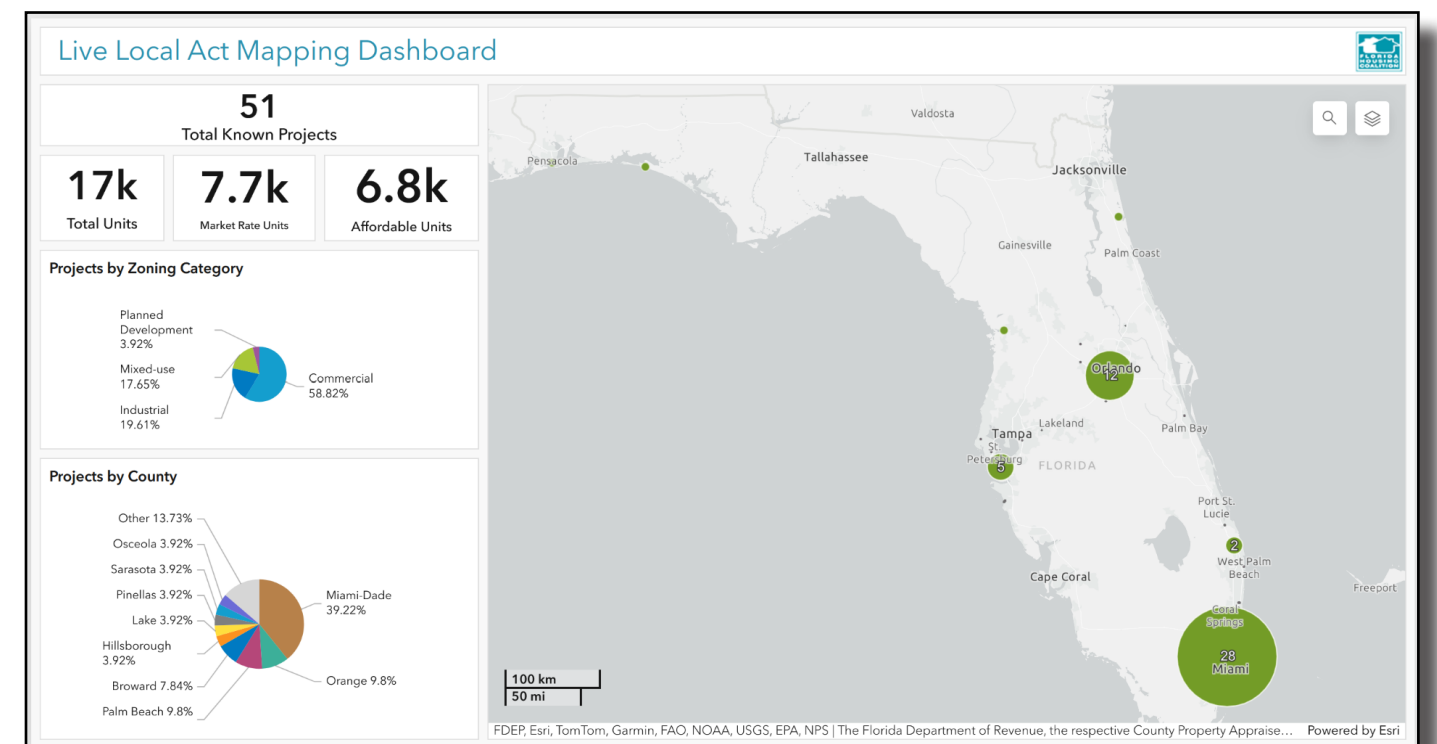 Live Local Act Mapping Dashboard
FLORIDA
HOUSING
COALITION
51
Total Known Projects
17k
Total Units
7.7k
Market Rate Units
6.8k
Affordable Units
Projects by Zoning Category
Planned
Development
3.92%
Mixed-use
17.65%
Industrial
19.61%
Commercial
58.82%
Projects by County
Other 13.73%
Osceola 3.92%
Sarasota 3.92%
Pinellas 3.92%
Lake 3.92%
Hillsborough
3.92%
Broward 7.84%
Palm Beach 9.8%
Miami-Dade
39.22%
Orange 9.8%
Valdosta
Pensacola
Tallahassee
Jacksonville
Gainesville
Palm Coast
Orlando
12
Lakeland
Tampa
St.
Petersburg
5
FLORIDA
Palm Bay
Port St.
Lucie
2
West Palm
Beach
Cape Coral
Freeport
Coral
Springs
28
Miami
100 km
50 mi
FDEP, Esri, TomTom, Garmin, FAO, NOAA, USGS, EPA, NPS | The Florida Department of Revenue, the respective County Property Appraise... Powered by Esri